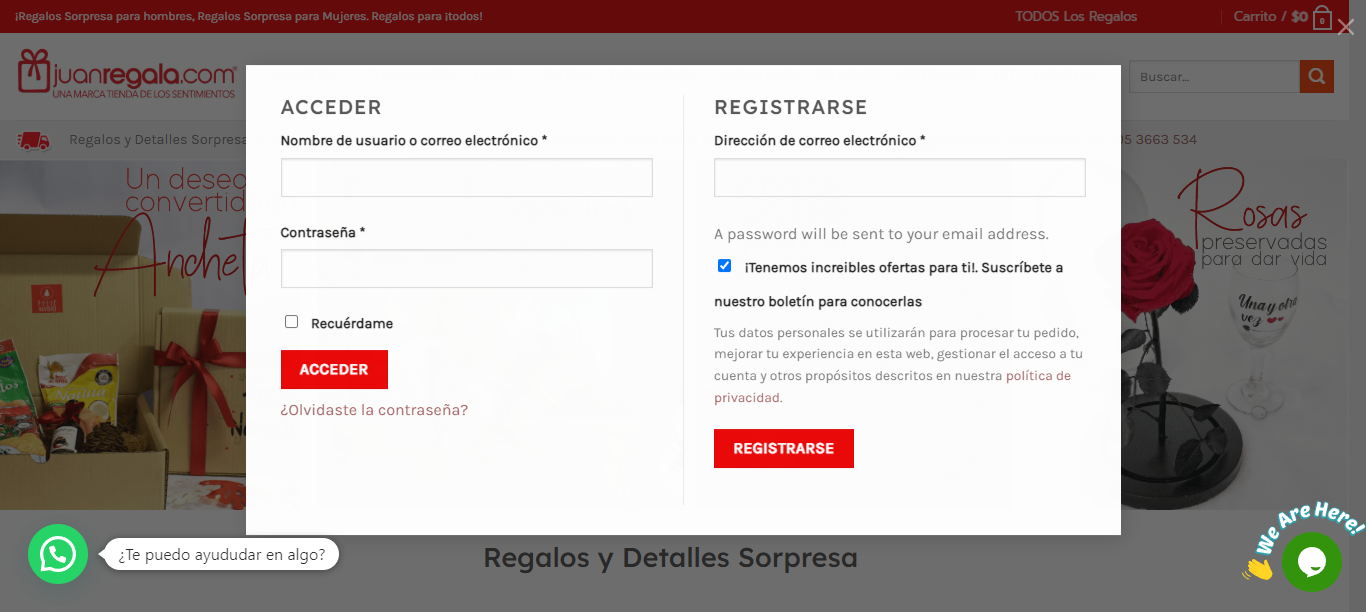 ¡Regalos Sorpresa para hombres, Regalos Sorpresa para Mujeres. Regalos para ¡todos!
TODOS Los Regalos
Carrito / $0
0
juanregala.com
UNA MARCA TIENDA DE LOS SENTIMIENTOS
Buscar...
Regalos y Detalles Sorpresa
05 3663 534
ACCEDER
Nombre de usuario o correo electrónico *
Contraseña *
Recuérdame
ACCEDER
¿Olvidaste la contraseña?
REGISTRARSE
Dirección de correo electrónico *
A password will be sent to your email address.
¡Tenemos increibles ofertas para ti!. Suscríbete a
nuestro boletín para conocerlas
Tus datos personales se utilizarán para procesar tu pedido,
mejorar tu experiencia en esta web, gestionar el acceso a tu
cuenta y otros propósitos descritos en nuestra política de
privacidad.
REGISTRARSE
Un deseo
convertid
Anchet
Rosas
preservadas
para dar vida
Una y otra
vez
Regalos y Detalles Sorpresa
¿Te puedo ayududar en algo?
We Are Here!